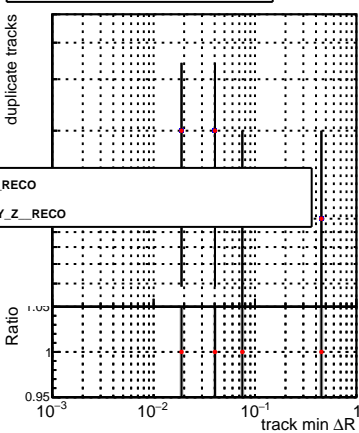 duplicate tracks
_RECO
Y_Z__RECO
1.05
Ratio
1
0.95
10⁻³ 10⁻² 10⁻¹ 1
track min ΔR